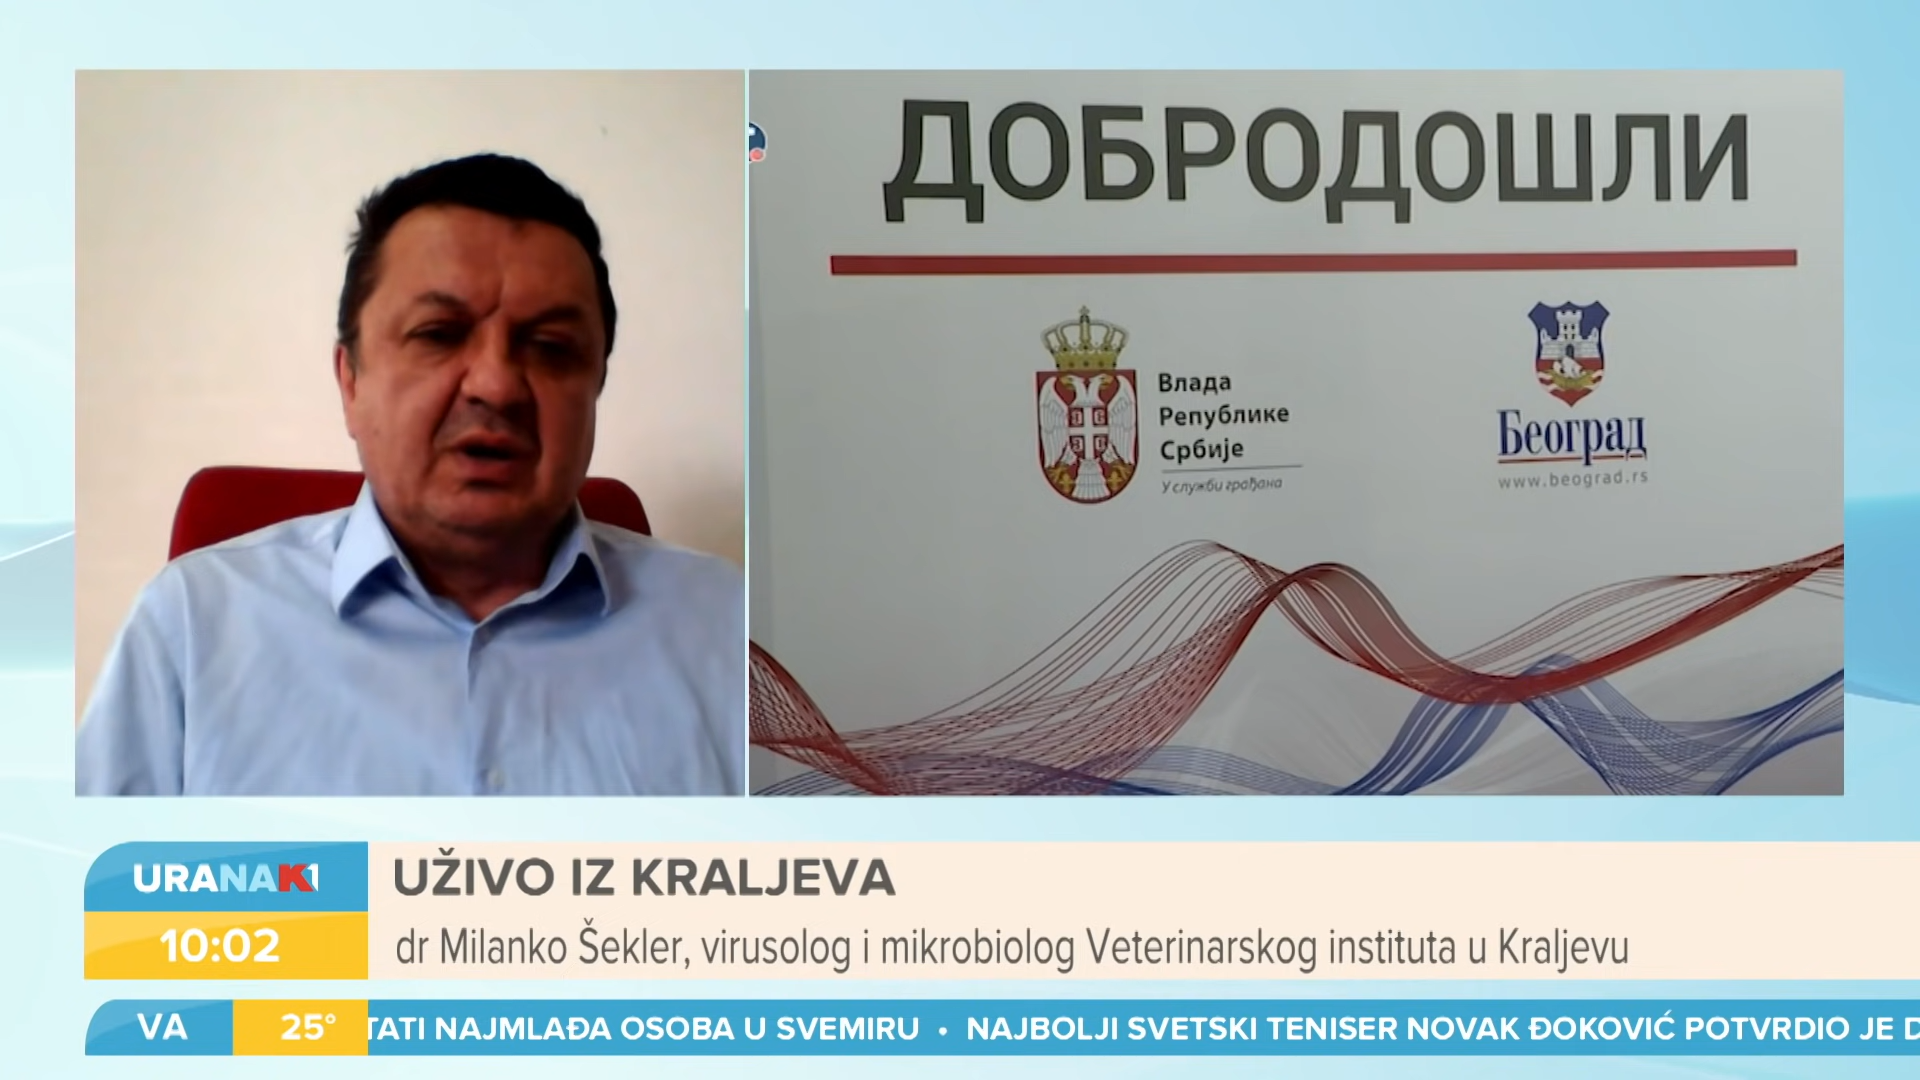 ДОБРОДОШЛИ
Влада
Републике
Србије
У служби грађана
Београд
www.beograd.rs
URANAK1
UŽIVO IZ KRALJEVA
10:02
dr Milanko Šekler, virusolog i mikrobiolog Veterinarskog instituta u Kraljevu
VA 25° TATI NAJMLAĐA OSOBA U SVEMIRU • NAJBOLJI SVETSKI TENISER NOVAK ĐOKOVIĆ POTVRDIO JE D